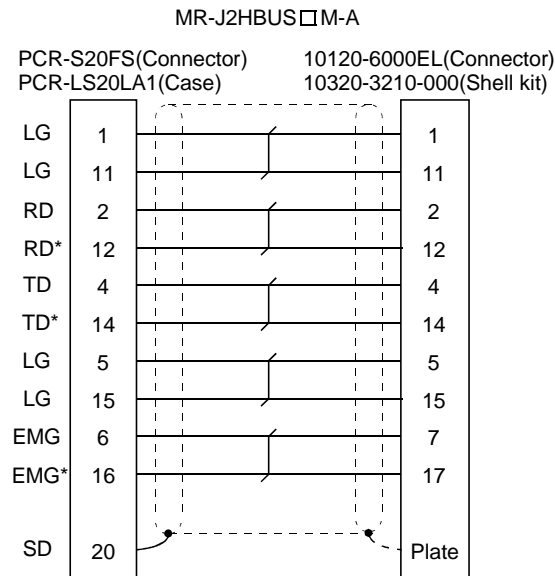 MR-J2HBUS□M-A
PCR-S20FS(Connector) 10120-6000EL(Connector)
PCR-LS20LA1(Case) 10320-3210-000(Shell kit)
LG 1 1
LG 11 11
RD 2 2
RD* 12 12
TD 4 4
TD* 14 14
LG 5 5
LG 15 15
EMG 6 7
EMG* 16 17
SD 20 Plate